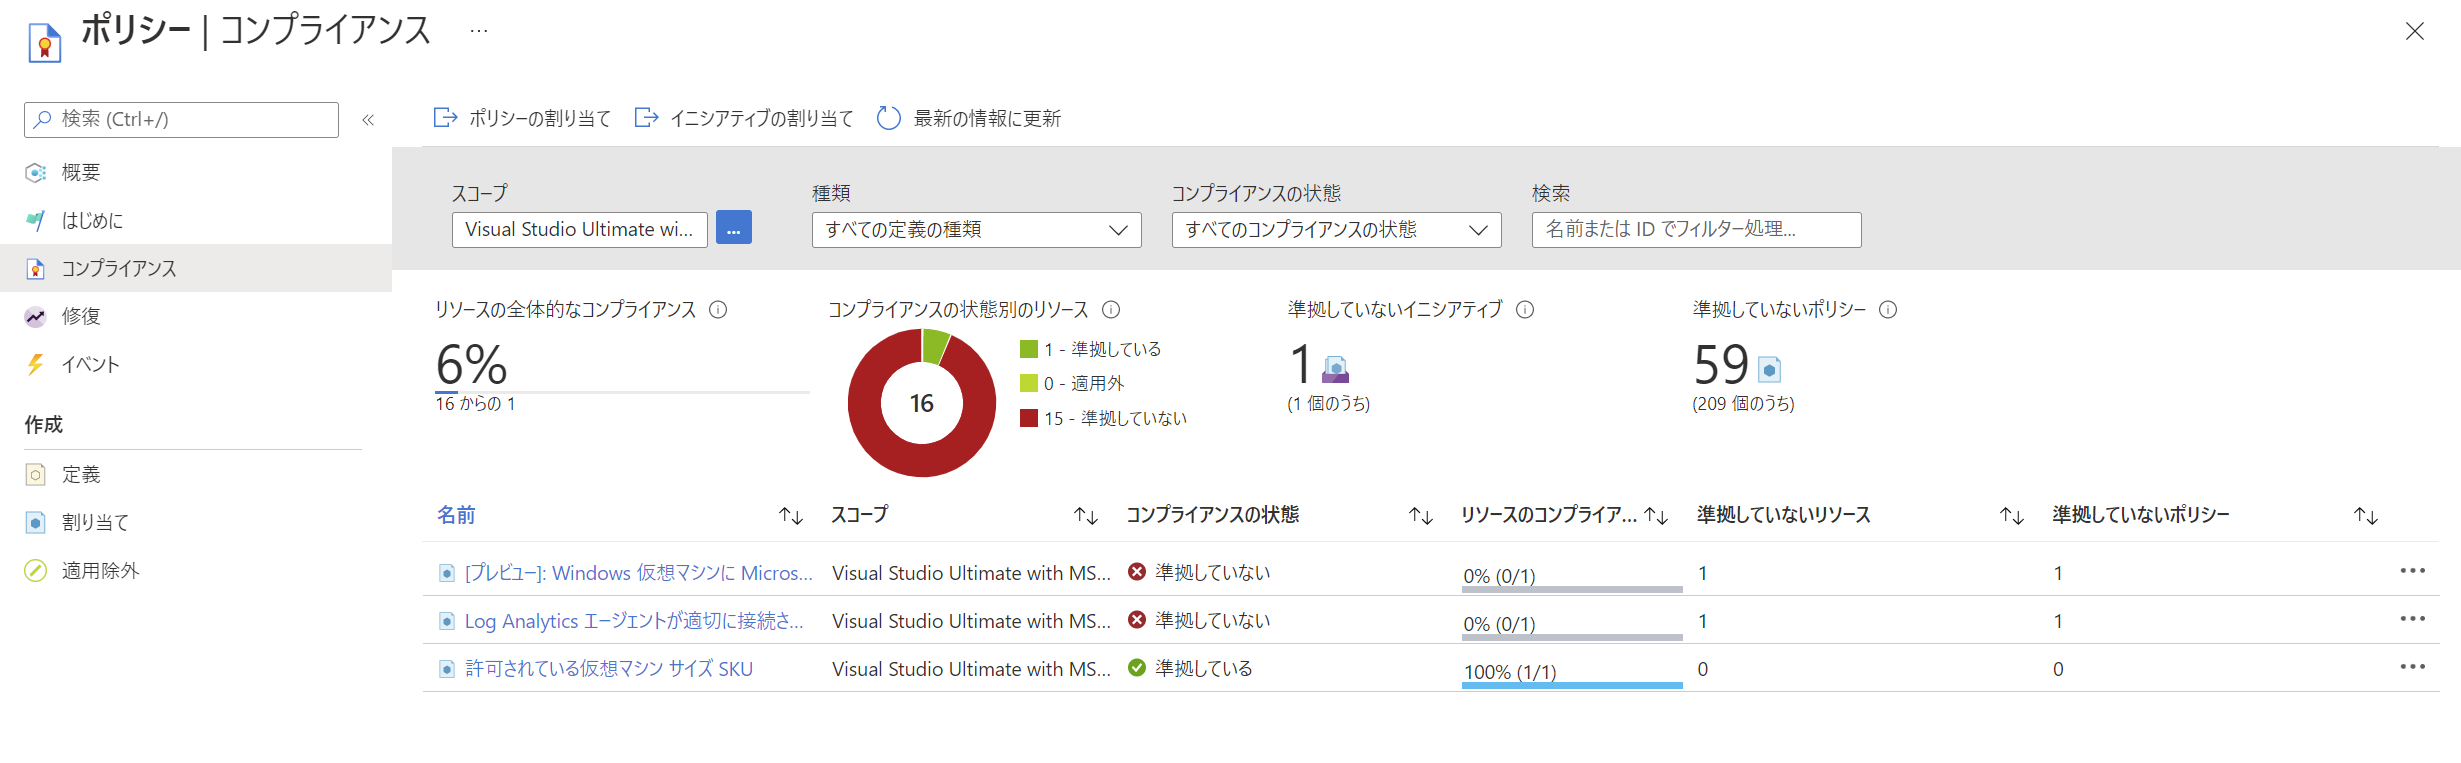 ポリシー | コンプライアンス ...
検索 (Ctrl+/)
«
ポリシーの割り当て イニシアティブの割り当て 最新の情報に更新
概要
はじめに
コンプライアンス
修復
イベント
作成
定義
割り当て
適用除外
スコープ 種類 コンプライアンスの状態 検索
Visual Studio Ultimate wi... ... すべての定義の種類 すべてのコンプライアンスの状態 名前または ID でフィルター処理...
リソースの全体的なコンプライアンス
6%
16 からの 1
コンプライアンスの状態別のリソース
16
1 - 準拠している
0 - 適用外
15 - 準拠していない
準拠していないイニシアティブ
1
(1 個のうち)
準拠していないポリシー
59
(209 個のうち)
名前 スコープ コンプライアンスの状態 リソースのコンプライア... 準拠していないリソース 準拠していないポリシー
[プレビュー]: Windows 仮想マシンに Micros... Visual Studio Ultimate with MS... 準拠していない 0% (0/1) 1 1
Log Analytics エージェントが適切に接続さ... Visual Studio Ultimate with MS... 準拠していない 0% (0/1) 1 1
許可されている仮想マシン サイズ SKU Visual Studio Ultimate with MS... 準拠している 100% (1/1) 0 0